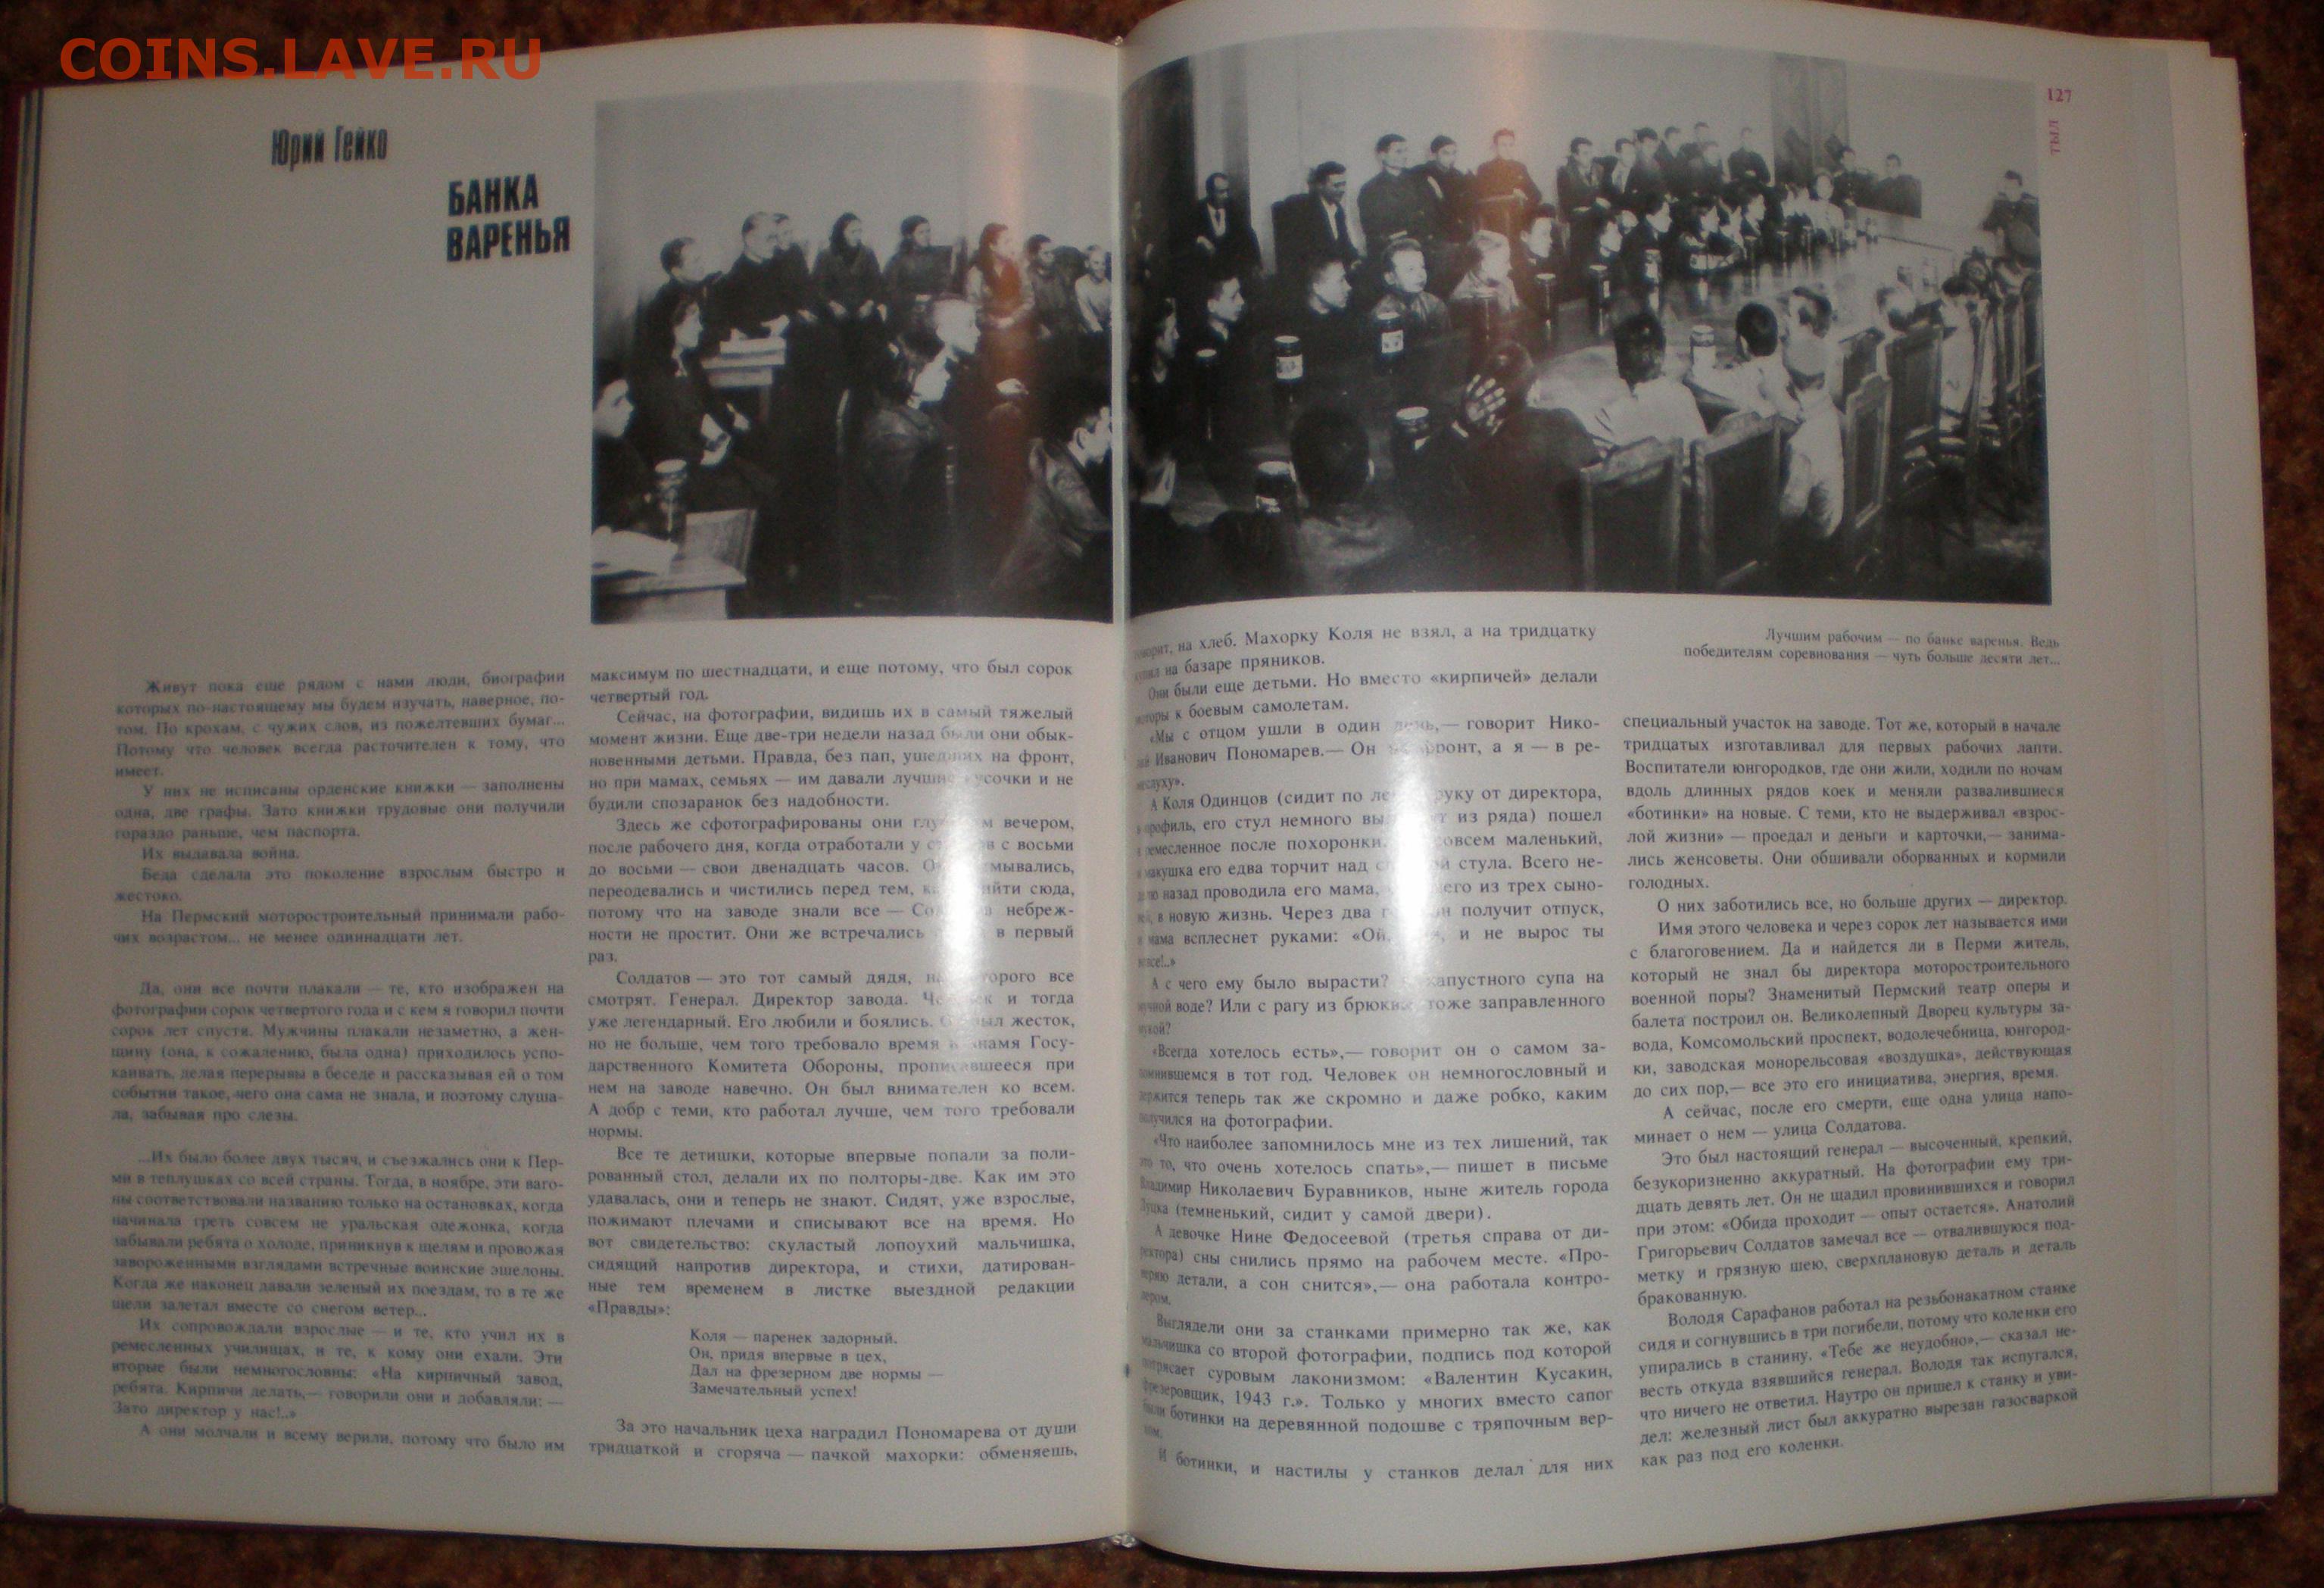 COINS.LAVE.RU
Юрий Гейко
БАНКА
ВАРЕНЬЯ
Живут пока еще рядом с нами люди, биографии
которых по-настоящему мы будем изучать, наверное, по-
том. По крохам, с чужих слов, из пожелтевших бумаг...
Потому что человек всегда расточителен к тому, что
имеет.
У них не исписаны орденские книжки — заполнены
одна, две графы. Зато книжки трудовые они получили
гораздо раньше, чем паспорта.
Их выдавала война.
Беда сделала это поколение взрослым быстро и
жестоко.
На Пермский моторостроительный принимали рабо-
чих возрастом... не менее одиннадцати лет.
Да, они все почти плакали — те, кто изображен на
фотографии сорок четвертого года и с кем я говорил почти
сорок лет спустя. Мужчины плакали незаметно, а жен-
щину (она, к сожалению, была одна) приходилось успо-
каивать, делая перерывы в беседе и рассказывая ей о том
событии такое, чего она сама не знала, и поэтому слуша-
ла, забывая про слезы.
...Их было более двух тысяч, и съезжались они к Пер-
ми в теплушках со всей страны. Тогда, в ноябре, эти ваго-
ны соответствовали названию только на остановках, когда
начинала греть совсем не уральская одежонка, когда
забывали ребята о холоде, приникнув к щелям и провожая
завороженными взглядами встречные воинские эшелоны.
Когда же наконец давали зеленый их поездам, то в те же
щели залетал вместе со снегом ветер...
Их сопровождали взрослые — и те, кто учил их в
ремесленных училищах, и те, к кому они ехали. Эти
вторые были немногословны: «На кирпичный завод,
ребята. Кирпичи делать,— говорили они и добавляли: —
Зато директор у нас!..»
А они молчали и всему верили, потому что было им
максимум по шестнадцати, и еще потому, что был сорок
четвертый год.
Сейчас, на фотографии, видишь их в самый тяжелый
момент жизни. Еще две-три недели назад были они обык-
новенными детьми. Правда, без пап, ушедших на фронт,
но при мамах, семьях — им давали лучшие кусочки и не
будили спозаранок без надобности.
Здесь же сфотографированы они вечером,
после рабочего дня, когда отработали у с восьми
до восьми — свои двенадцать часов.
переодевались и чистились перед тем, сюда,
потому что на заводе знали все — небреж-
ности не простит. Они же встречались в первый
раз.
Солдатов — это тот самый дядя, на которого все
смотрят. Генерал. Директор завода. Человек и тогда
уже легендарный. Его любили и боялись. был жесток,
но не больше, чем того требовало время и знамя Госу-
дарственного Комитета Обороны, прописавшееся при
нем на заводе навечно. Он был внимателен ко всем.
А добр с теми, кто работал лучше, чем того требовали
нормы.
Все те детишки, которые впервые попали за поли-
рованный стол, делали их по полторы-две. Как им это
удавалась, они и теперь не знают. Сидят, уже взрослые,
пожимают плечами и списывают все на время. Но
вот свидетельство: скуластый лопоухий мальчишка,
сидящий напротив директора, и стихи, датирован-
ные тем временем в листке выездной редакции
«Правды»:
Коля — паренек задорный.
Он, придя впервые в цех,
Дал на фрезерном две нормы —
Замечательный успех!
За это начальник цеха наградил Пономарева от души
тридцаткой и сгоряча — пачкой махорки: обменяешь,
127
ТЫЛ
Лучшим рабочим — по банке варенья. Ведь
победителям соревнования — чуть больше десяти лет...
говорит, на хлеб. Махорку Коля не взял, а на тридцатку
на базаре пряников.
Они были еще детьми. Но вместо «кирпичей» делали
моторы к боевым самолетам.
«Мы с отцом ушли в один день,— говорит Нико-
Иванович Пономарев.— Он на фронт, а я — в ре-
А Коля Одинцов (сидит по руку от директора,
в профиль, его стул немного из ряда) пошел
в ремесленное после похоронки. совсем маленький,
макушка его едва торчит над стула. Всего не-
назад проводила его мама, из трех сыно-
в новую жизнь. Через два он получит отпуск,
и мама всплеснет руками: «Ой, и не вырос ты
А с чего ему было вырасти? капустного супа на
воде? Или с рагу из брюквы, тоже заправленного
«Всегда хотелось есть»,— говорит он о самом за-
помнившемся в тот год. Человек он немногословный и
держится теперь так же скромно и даже робко, каким
получился на фотографии.
«Что наиболее запомнилось мне из тех лишений, так
это то, что очень хотелось спать»,— пишет в письме
Владимир Николаевич Буравников, ныне житель города
(темненький, сидит у самой двери).
А девочке Нине Федосеевой (третья справа от ди-
ректора) сны снились прямо на рабочем месте. «Про-
веряю детали, а сон снится»,— она работала контро-
лером.
Выглядели они за станками примерно так же, как
мальчишка со второй фотографии, подпись под которой
потрясает суровым лаконизмом: «Валентин Кусакин,
фрезеровщик, 1943 г.». Только у многих вместо сапог
были ботинки на деревянной подошве с тряпочным вер-
хом.
И ботинки, и настилы у станков делал для них
специальный участок на заводе. Тот же, который в начале
тридцатых изготавливал для первых рабочих лапти.
Воспитатели юнгородков, где они жили, ходили по ночам
вдоль длинных рядов коек и меняли развалившиеся
«ботинки» на новые. С теми, кто не выдерживал «взрос-
лой жизни» — проедал и деньги и карточки,— занима-
лись женсоветы. Они обшивали оборванных и кормили
голодных.
О них заботились все, но больше других — директор.
Имя этого человека и через сорок лет называется ими
с благоговением. Да и найдется ли в Перми житель,
который не знал бы директора моторостроительного
военной поры? Знаменитый Пермский театр оперы и
балета построил он. Великолепный Дворец культуры за-
вода, Комсомольский проспект, водолечебница, юнгород-
ки, заводская монорельсовая «воздушка», действующая
до сих пор,— все это его инициатива, энергия, время.
А сейчас, после его смерти, еще одна улица напо-
минает о нем — улица Солдатова.
Это был настоящий генерал — высоченный, крепкий,
безукоризненно аккуратный. На фотографии ему три-
дцать девять лет. Он не щадил провинившихся и говорил
при этом: «Обида проходит — опыт остается». Анатолий
Григорьевич Солдатов замечал все — отвалившуюся под-
метку и грязную шею, сверхплановую деталь и деталь
бракованную.
Володя Сарафанов работал на резьбонакатном станке
сидя и согнувшись в три погибели, потому что коленки его
упирались в станину. «Тебе же неудобно»,— сказал не-
весть откуда взявшийся генерал. Володя так испугался,
что ничего не ответил. Наутро он пришел к станку и уви-
дел: железный лист был аккуратно вырезан газосваркой
как раз под его коленки.